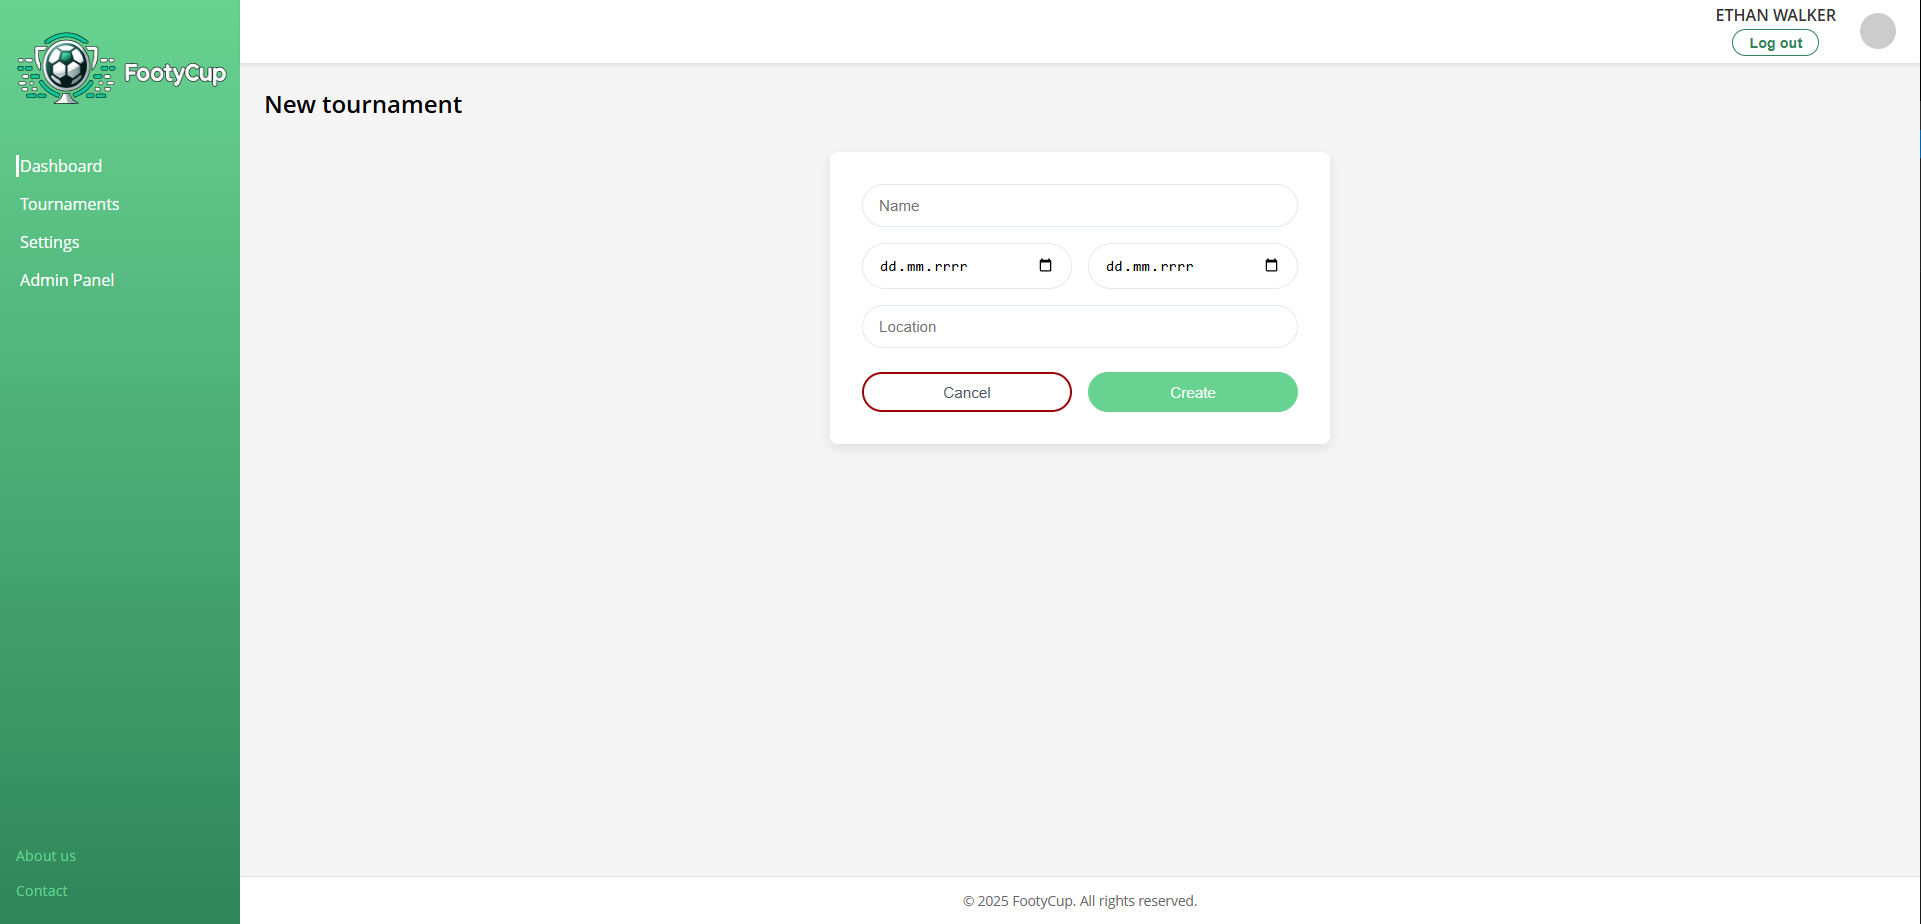 FootyCup
Dashboard
Tournaments
Settings
Admin Panel
About us
Contact
ETHAN WALKER
Log out
New tournament
Name
dd.mm.rrrr
dd.mm.rrrr
Location
Cancel
Create
© 2025 FootyCup. All rights reserved.